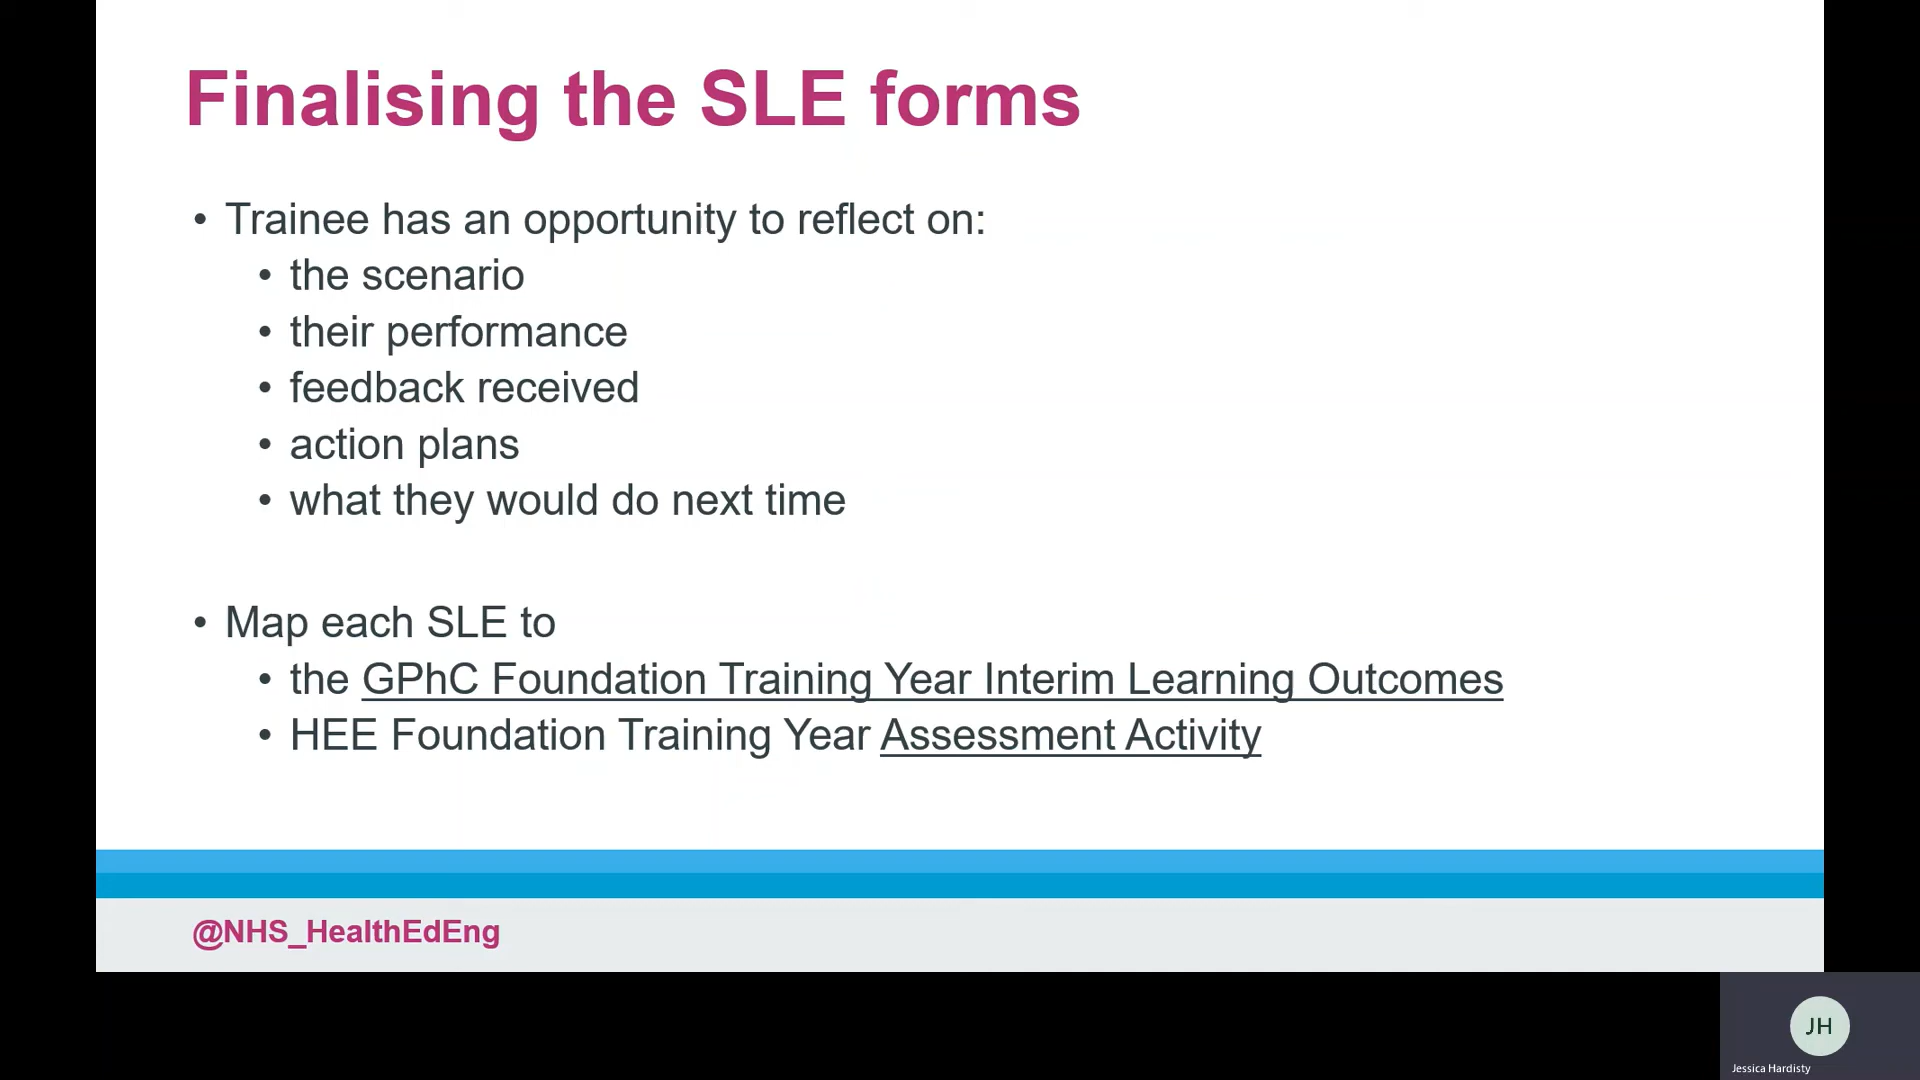 Finalising the SLE forms
• Trainee has an opportunity to reflect on:
• the scenario
• their performance
• feedback received
• action plans
• what they would do next time
• Map each SLE to
• the GPhC Foundation Training Year Interim Learning Outcomes
• HEE Foundation Training Year Assessment Activity
@NHS_HealthEdEng
JH
Jessica Hardisty